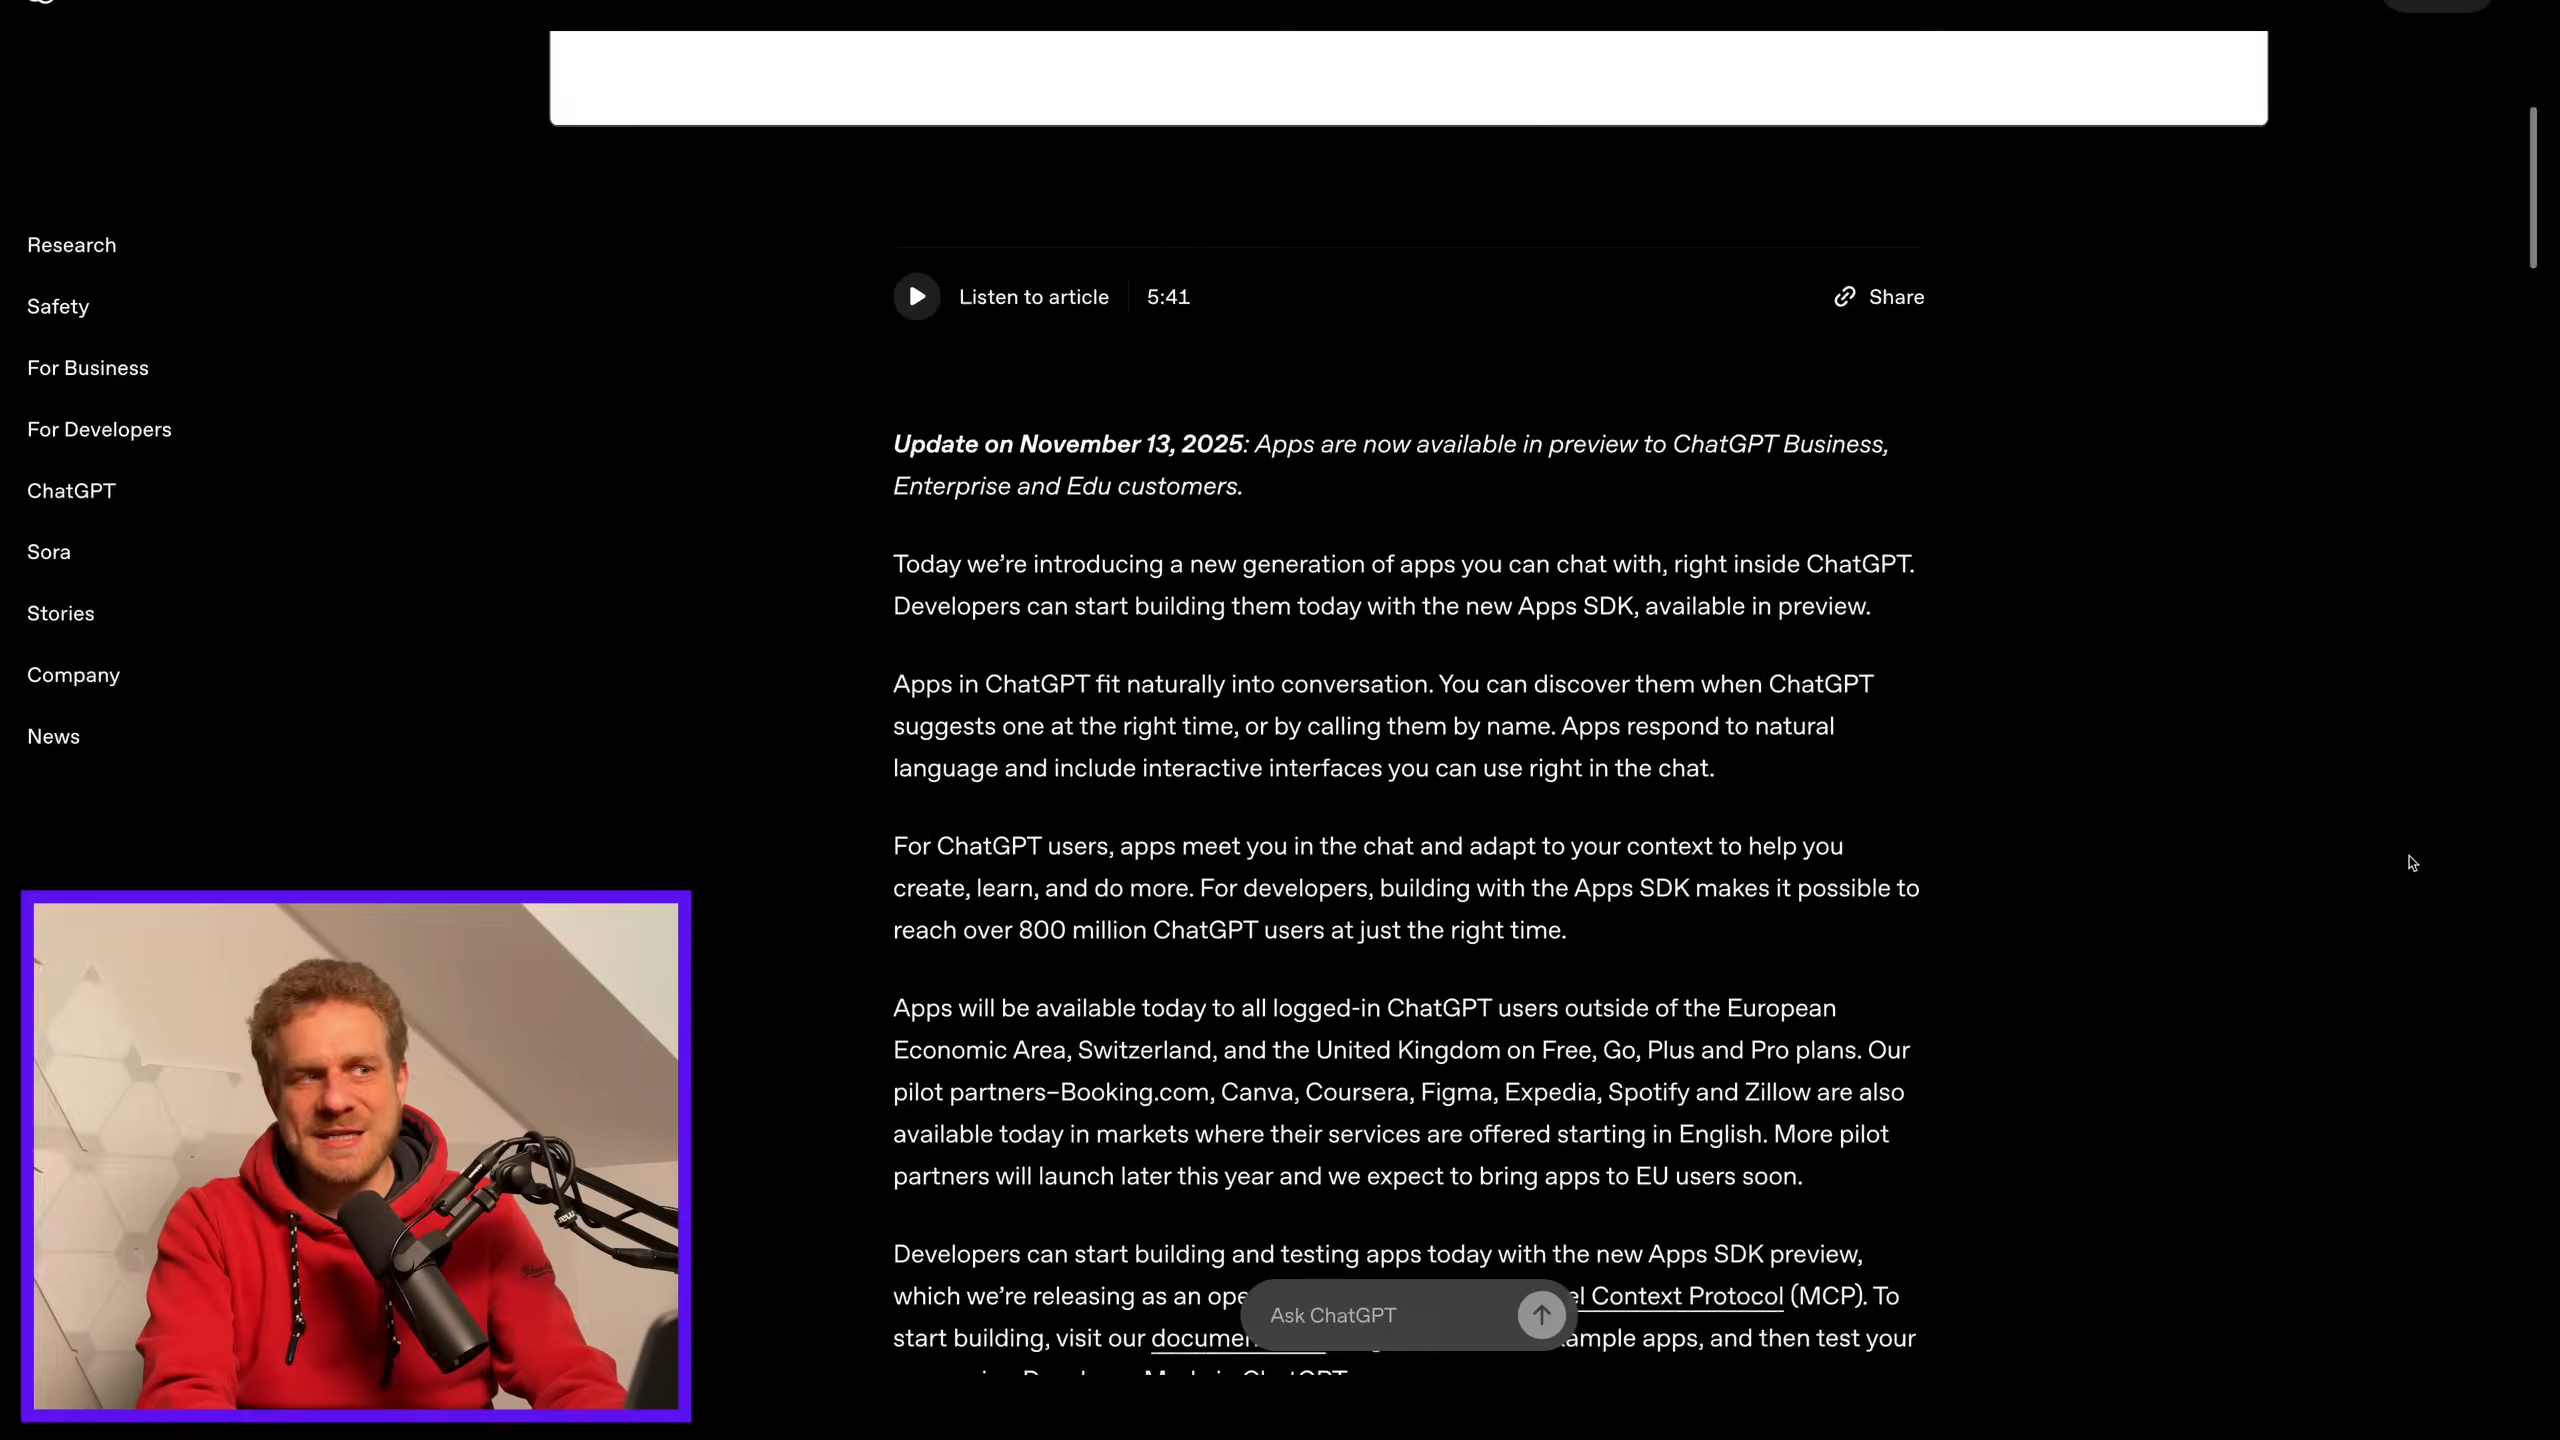 Research
Safety
For Business
For Developers
ChatGPT
Sora
Stories
Company
News
Listen to article
5:41
Share
Update on November 13, 2025: Apps are now available in preview to ChatGPT Business,
Enterprise and Edu customers.
Today we’re introducing a new generation of apps you can chat with, right inside ChatGPT.
Developers can start building them today with the new Apps SDK, available in preview.
Apps in ChatGPT fit naturally into conversation. You can discover them when ChatGPT
suggests one at the right time, or by calling them by name. Apps respond to natural
language and include interactive interfaces you can use right in the chat.
For ChatGPT users, apps meet you in the chat and adapt to your context to help you
create, learn, and do more. For developers, building with the Apps SDK makes it possible to
reach over 800 million ChatGPT users at just the right time.
Apps will be available today to all logged-in ChatGPT users outside of the European
Economic Area, Switzerland, and the United Kingdom on Free, Go, Plus and Pro plans. Our
pilot partners–Booking.com, Canva, Coursera, Figma, Expedia, Spotify and Zillow are also
available today in markets where their services are offered starting in English. More pilot
partners will launch later this year and we expect to bring apps to EU users soon.
Developers can start building and testing apps today with the new Apps SDK preview,
which we’re releasing as an Context Protocol (MCP). To
start building, visit our apps, and then test your
Ask ChatGPT